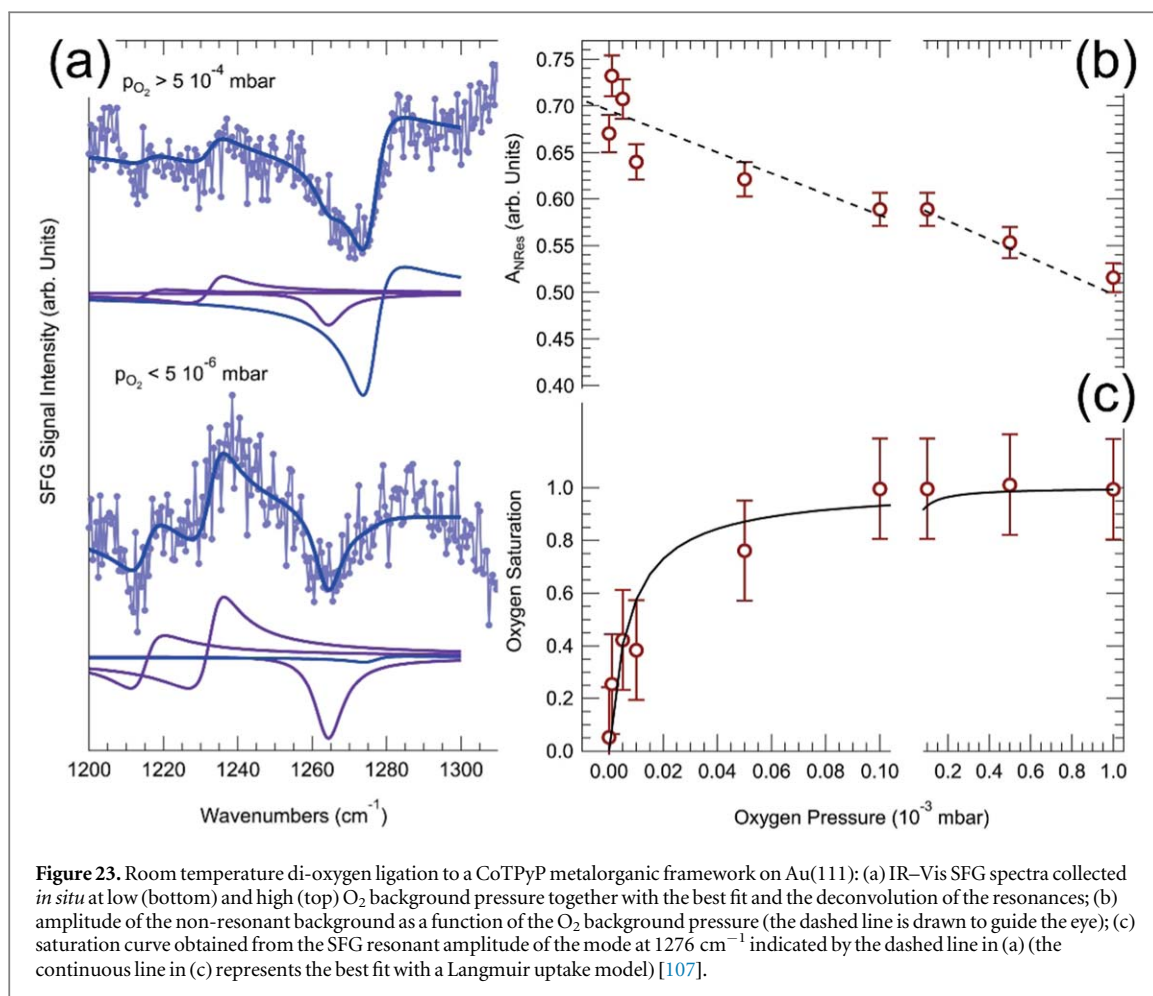 (a)
p O2 > 5 10-4 mbar
p O2 < 5 10-6 mbar
SFG Signal Intensity (arb. Units)
1200 1220 1240 1260 1280 1300
Wavenumbers (cm-1)
(b)
0.75
0.70
0.65
0.60
0.55
0.50
0.45
0.40
ANRes (arb. Units)
(c)
1.0
0.8
0.6
0.4
0.2
0.0
Oxygen Saturation
0.00 0.02 0.04 0.06 0.08 0.10 0.2 0.4 0.6 0.8 1.0
Oxygen Pressure (10-3 mbar)
Figure 23. Room temperature di-oxygen ligation to a CoTPyP metalorganic framework on Au(111): (a) IR–Vis SFG spectra collected
in situ at low (bottom) and high (top) O2 background pressure together with the best fit and the deconvolution of the resonances; (b)
amplitude of the non-resonant background as a function of the O2 background pressure (the dashed line is drawn to guide the eye); (c)
saturation curve obtained from the SFG resonant amplitude of the mode at 1276 cm−1 indicated by the dashed line in (a) (the
continuous line in (c) represents the best fit with a Langmuir uptake model) [107].